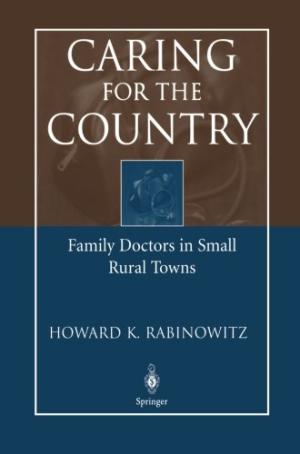 CARING
FOR THE
COUNTRY
Family Doctors in Small
Rural Towns
HOWARD K. RABINOWITZ
Springer